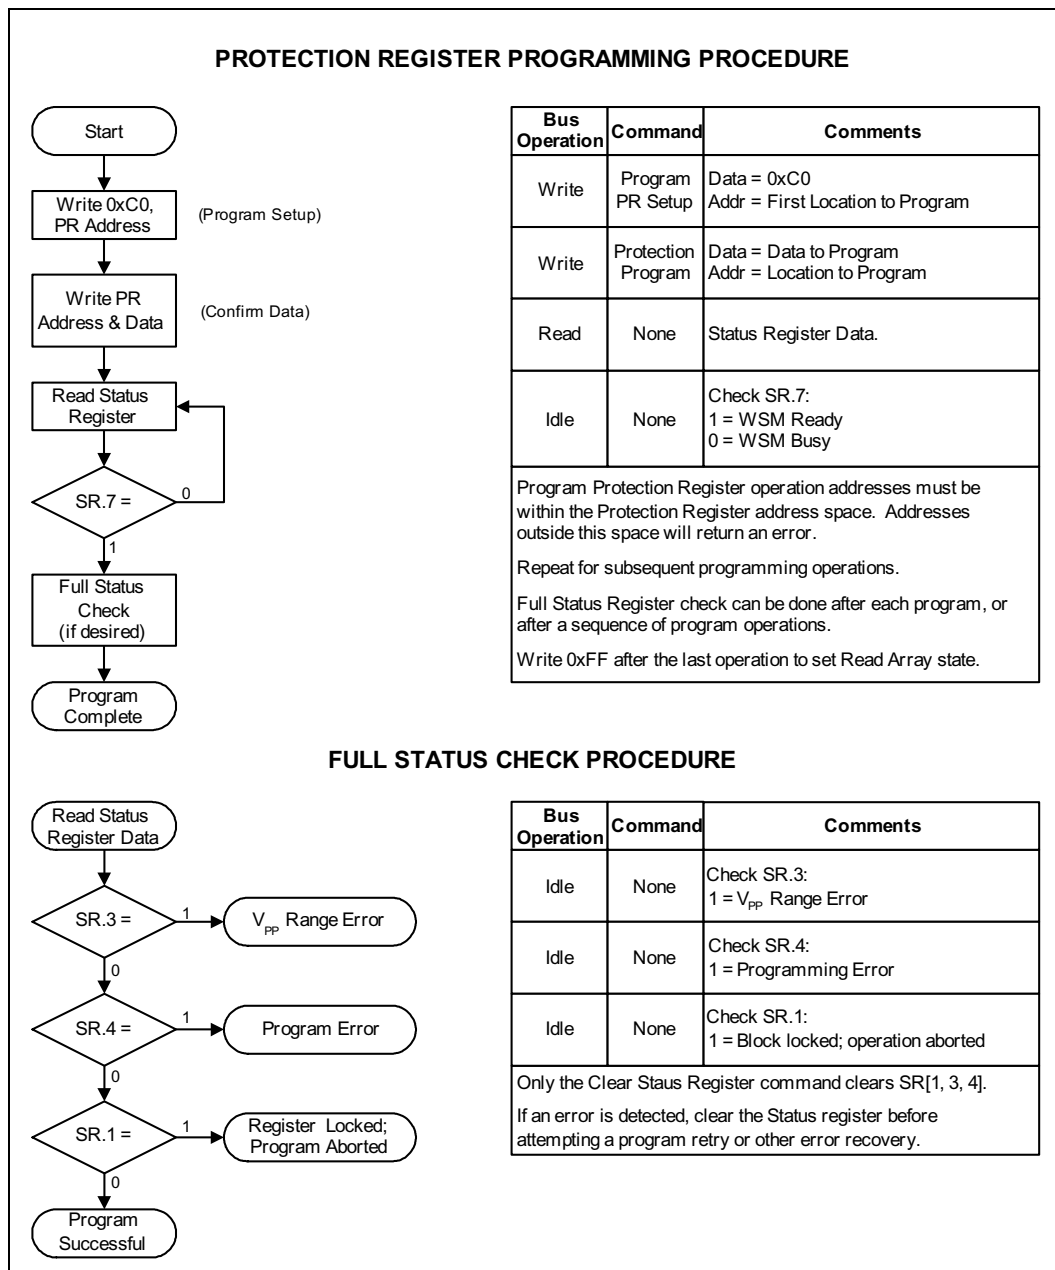 PROTECTION REGISTER PROGRAMMING PROCEDURE
Start
Write 0xC0,
PR Address
(Program Setup)
Write PR
Address & Data
(Confirm Data)
Read Status
Register
SR.7 =
0
1
Full Status
Check
(if desired)
Program
Complete
Bus
Operation
Command
Comments
Write
Program
PR Setup
Data = 0xC0
Addr = First Location to Program
Write
Protection
Program
Data = Data to Program
Addr = Location to Program
Read
None
Status Register Data.
Idle
None
Check SR.7:
1 = WSM Ready
0 = WSM Busy
Program Protection Register operation addresses must be
within the Protection Register address space. Addresses
outside this space will return an error.
Repeat for subsequent programming operations.
Full Status Register check can be done after each program, or
after a sequence of program operations.
Write 0xFF after the last operation to set Read Array state.
FULL STATUS CHECK PROCEDURE
Read Status
Register Data
SR.3 =
1
VPP Range Error
0
SR.4 =
1
Program Error
0
SR.1 =
1
Register Locked;
Program Aborted
0
Program
Successful
Bus
Operation
Command
Comments
Idle
None
Check SR.3:
1 = VPP Range Error
Idle
None
Check SR.4:
1 = Programming Error
Idle
None
Check SR.1:
1 = Block locked; operation aborted
Only the Clear Staus Register command clears SR[1, 3, 4].
If an error is detected, clear the Status register before
attempting a program retry or other error recovery.